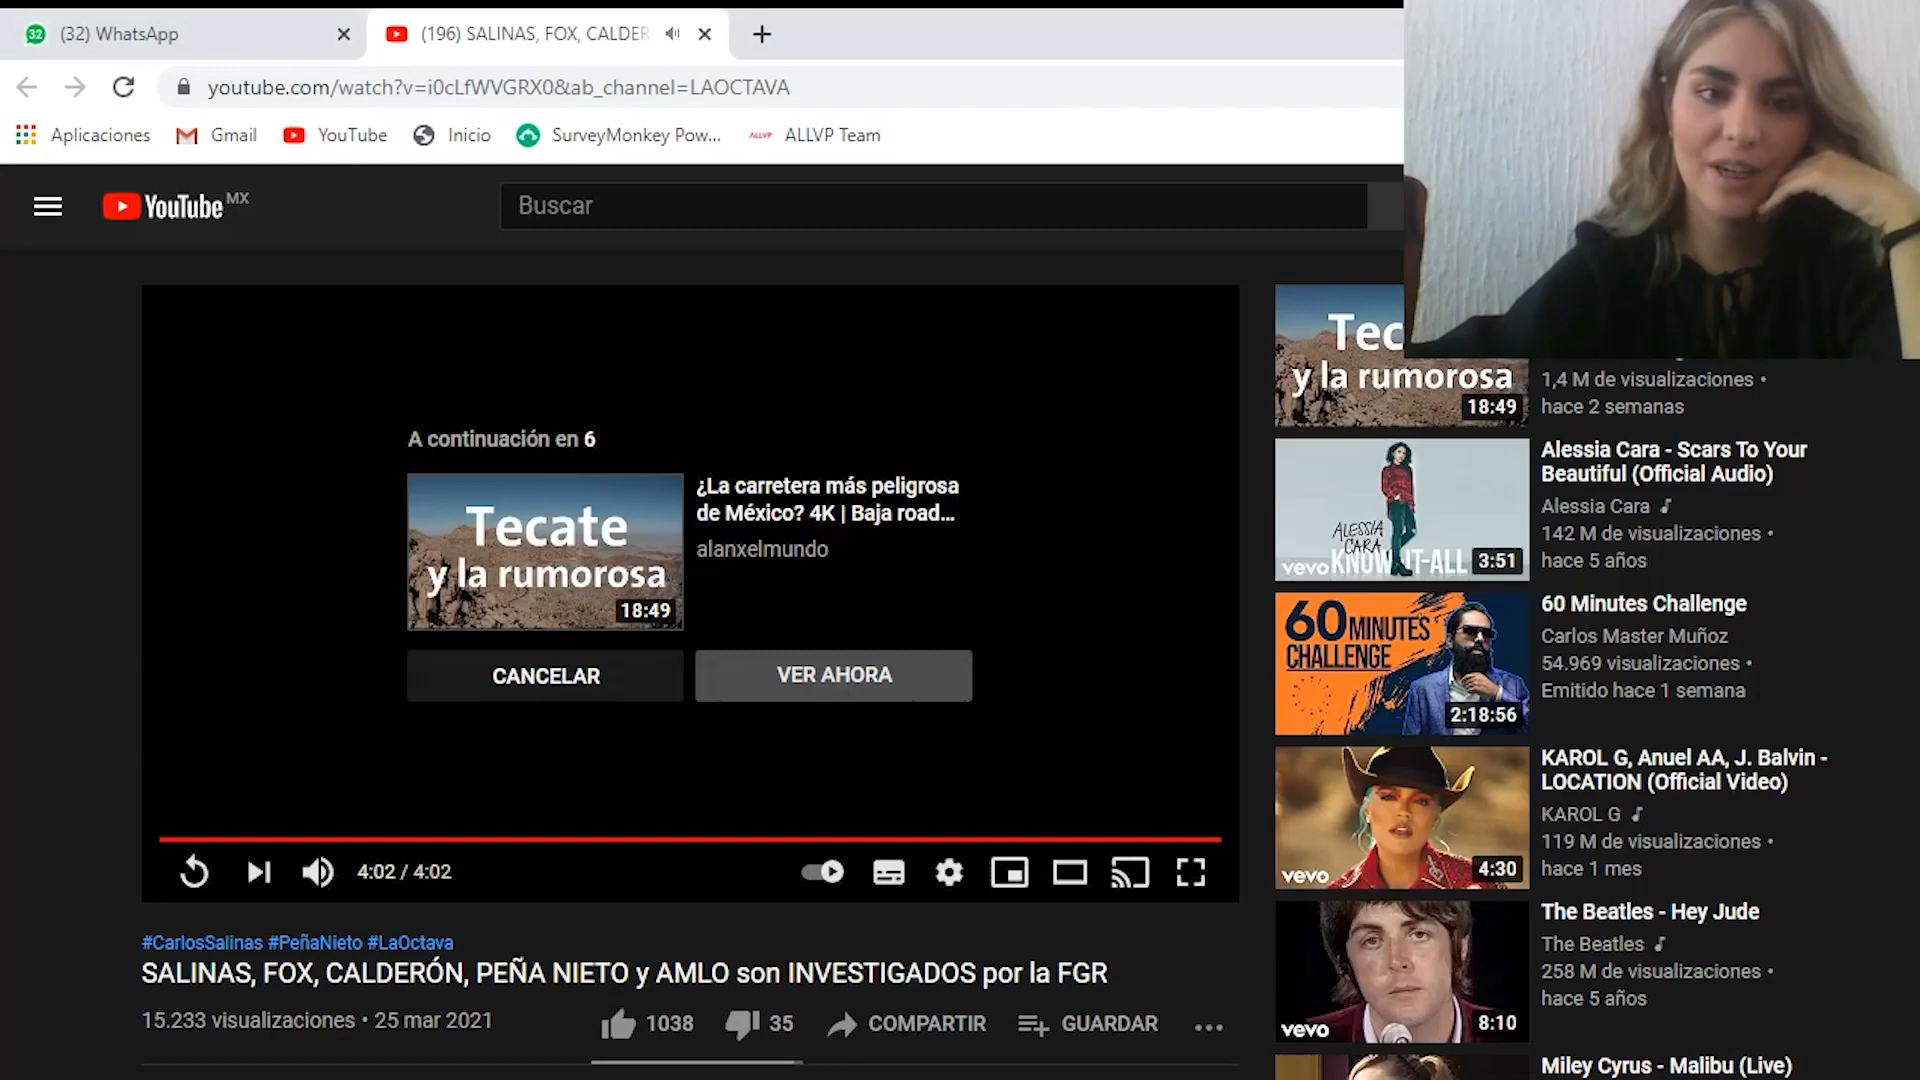 32 (32) WhatsApp
(196) SALINAS, FOX, CALDER
youtube.com/watch?v=i0cLfWVGRX0&ab_channel=LAOCTAVA
Aplicaciones
Gmail
YouTube
Inicio
SurveyMonkey Pow...
ALLVP ALLVP Team
YouTube MX
Buscar
A continuación en 6
Tecate
y la rumorosa
18:49
¿La carretera más peligrosa
de México? 4K | Baja road...
alanxelmundo
CANCELAR
VER AHORA
4:02 / 4:02
#CarlosSalinas #PeñaNieto #LaOctava
SALINAS, FOX, CALDERÓN, PEÑA NIETO y AMLO son INVESTIGADOS por la FGR
15.233 visualizaciones • 25 mar 2021
1038
35
COMPARTIR
GUARDAR
Tec
y la rumorosa
18:49
1,4 M de visualizaciones •
hace 2 semanas
ALESSIA
CARA
KNOW-IT-ALL
vevo
3:51
Alessia Cara - Scars To Your
Beautiful (Official Audio)
Alessia Cara
142 M de visualizaciones •
hace 5 años
60 MINUTES
CHALLENGE
2:18:56
60 Minutes Challenge
Carlos Master Muñoz
54.969 visualizaciones •
Emitido hace 1 semana
vevo
4:30
KAROL G, Anuel AA, J. Balvin -
LOCATION (Official Video)
KAROL G
119 M de visualizaciones •
hace 1 mes
vevo
8:10
The Beatles - Hey Jude
The Beatles
258 M de visualizaciones •
hace 5 años
Miley Cyrus - Malibu (Live)